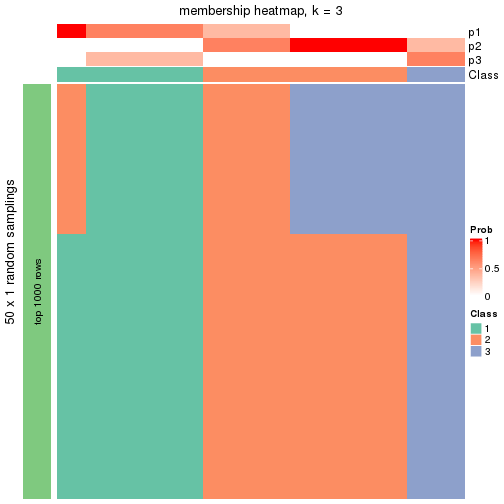 membership heatmap, k = 3
p1
p2
p3
Class
50 x 1 random samplings
top 1000 rows
Prob
1
0.5
0
Class
1
2
3